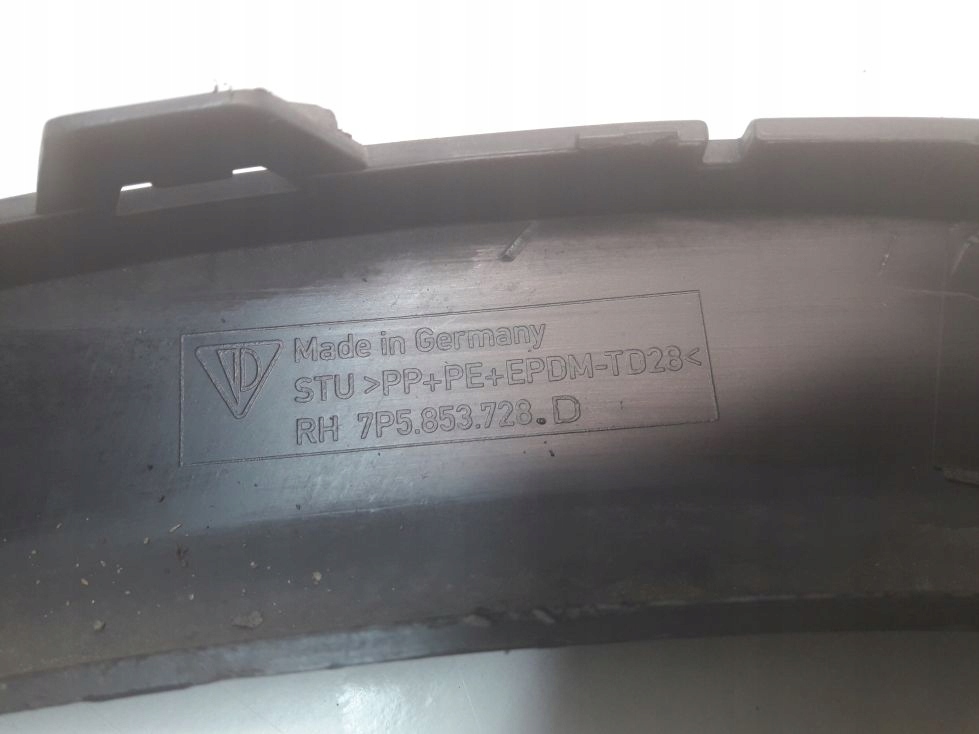 Made in Germany
STU >PP+PE+EPDM-TD28<
RH 7P5.853.728.D